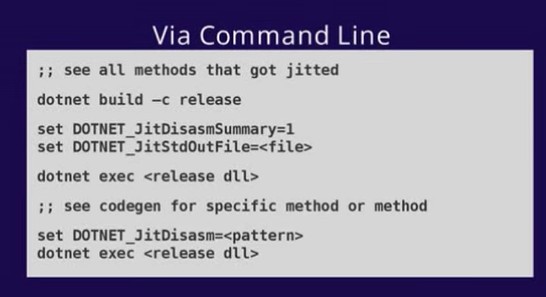 Via Command Line
;; see all methods that got jitted
dotnet build –c release
set DOTNET_JitDisasmSummary=1
set DOTNET_JitStdOutFile=<file>
dotnet exec <release dll>
;; see codegen for specific method or method
set DOTNET_JitDisasm=<pattern>
dotnet exec <release dll>